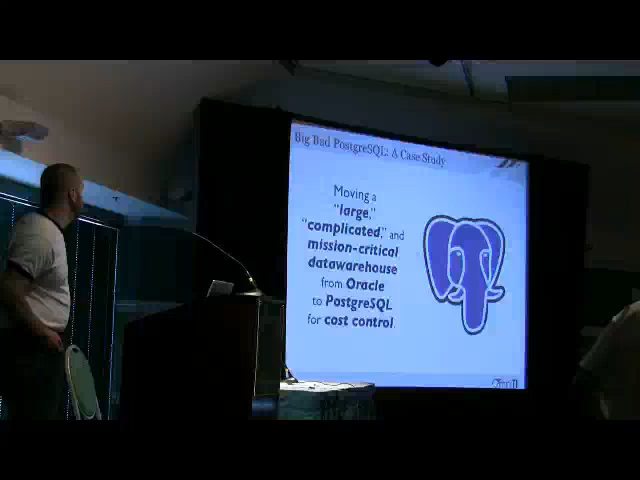 Big Bad PostgreSQL: A Case Study
Moving a
"large,"
"complicated," and
mission-critical
datawarehouse
from Oracle
to PostgreSQL
for cost control.
OmniTI